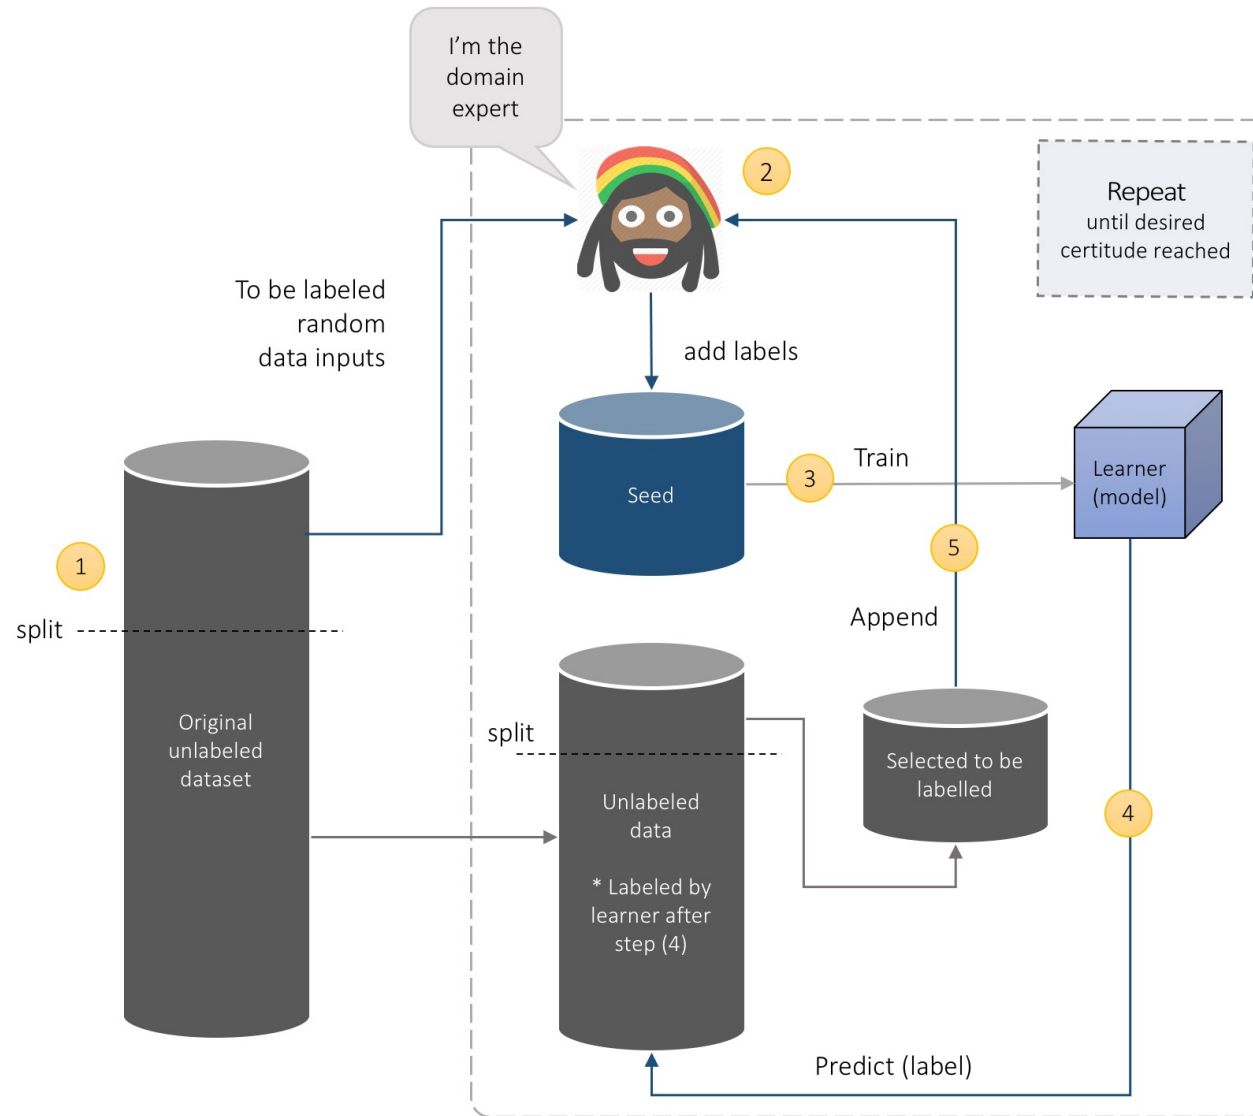 I'm the
domain
expert
2
Repeat
until desired
certitude reached
To be labeled
random
data inputs
add labels
Seed
3
Train
Learner
(model)
1
split
5
Append
Original
unlabeled
dataset
split
Selected to be
labelled
Unlabeled
data
* Labeled by
learner after
step (4)
4
Predict (label)